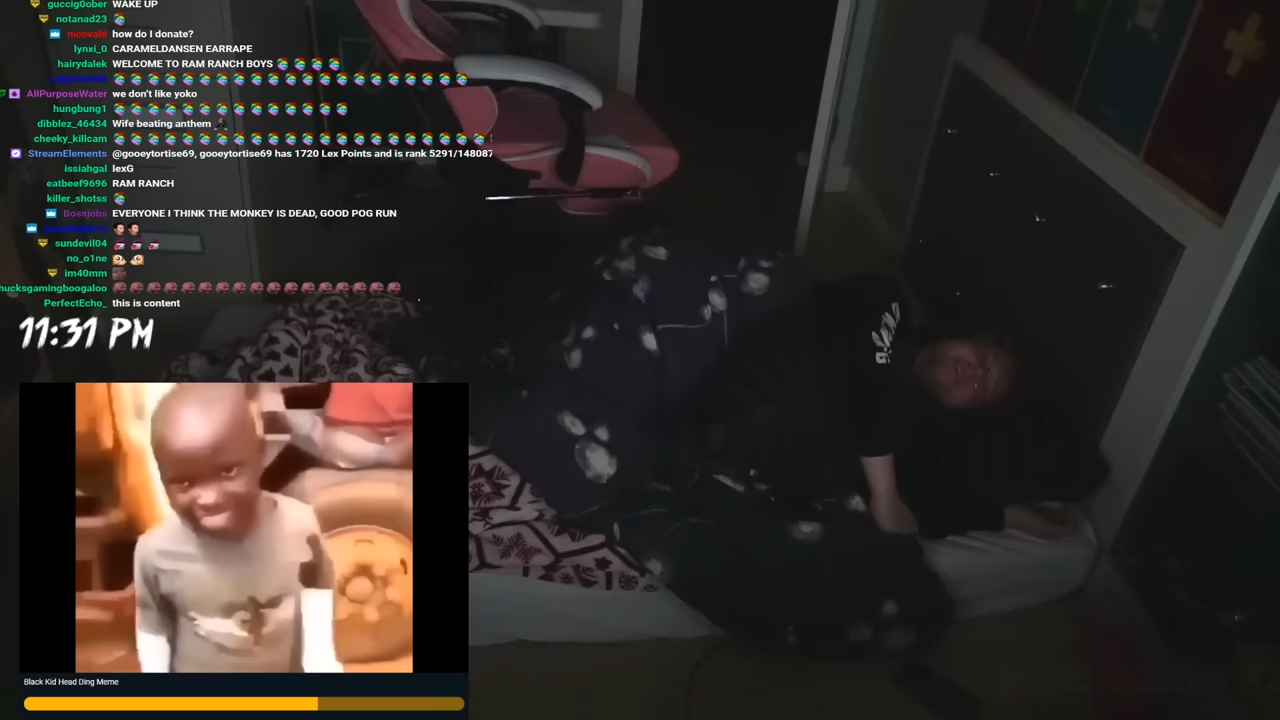 guccig0ober WAKE UP
notanad23
nicovald how do I donate?
lynxi_0 CARAMELDANSEN EARRAPE
hairydalek WELCOME TO RAM RANCH BOYS
AllPurposeWater we don't like yoko
hungbung1
dibblez_46434 Wife beating anthem
cheeky_killcam
StreamElements @gooeytortise69, gooeytortise69 has 1720 Lex Points and is rank 5291/148087
issiahgal lexG
eatbeef9696 RAM RANCH
killer_shotss
Bossjobs EVERYONE I THINK THE MONKEY IS DEAD, GOOD POG RUN
sundevil04
no_o1ne
im40mm
hucksgamingboogaloo
PerfectEcho_ this is content
11:31 PM
Black Kid Head Ding Meme